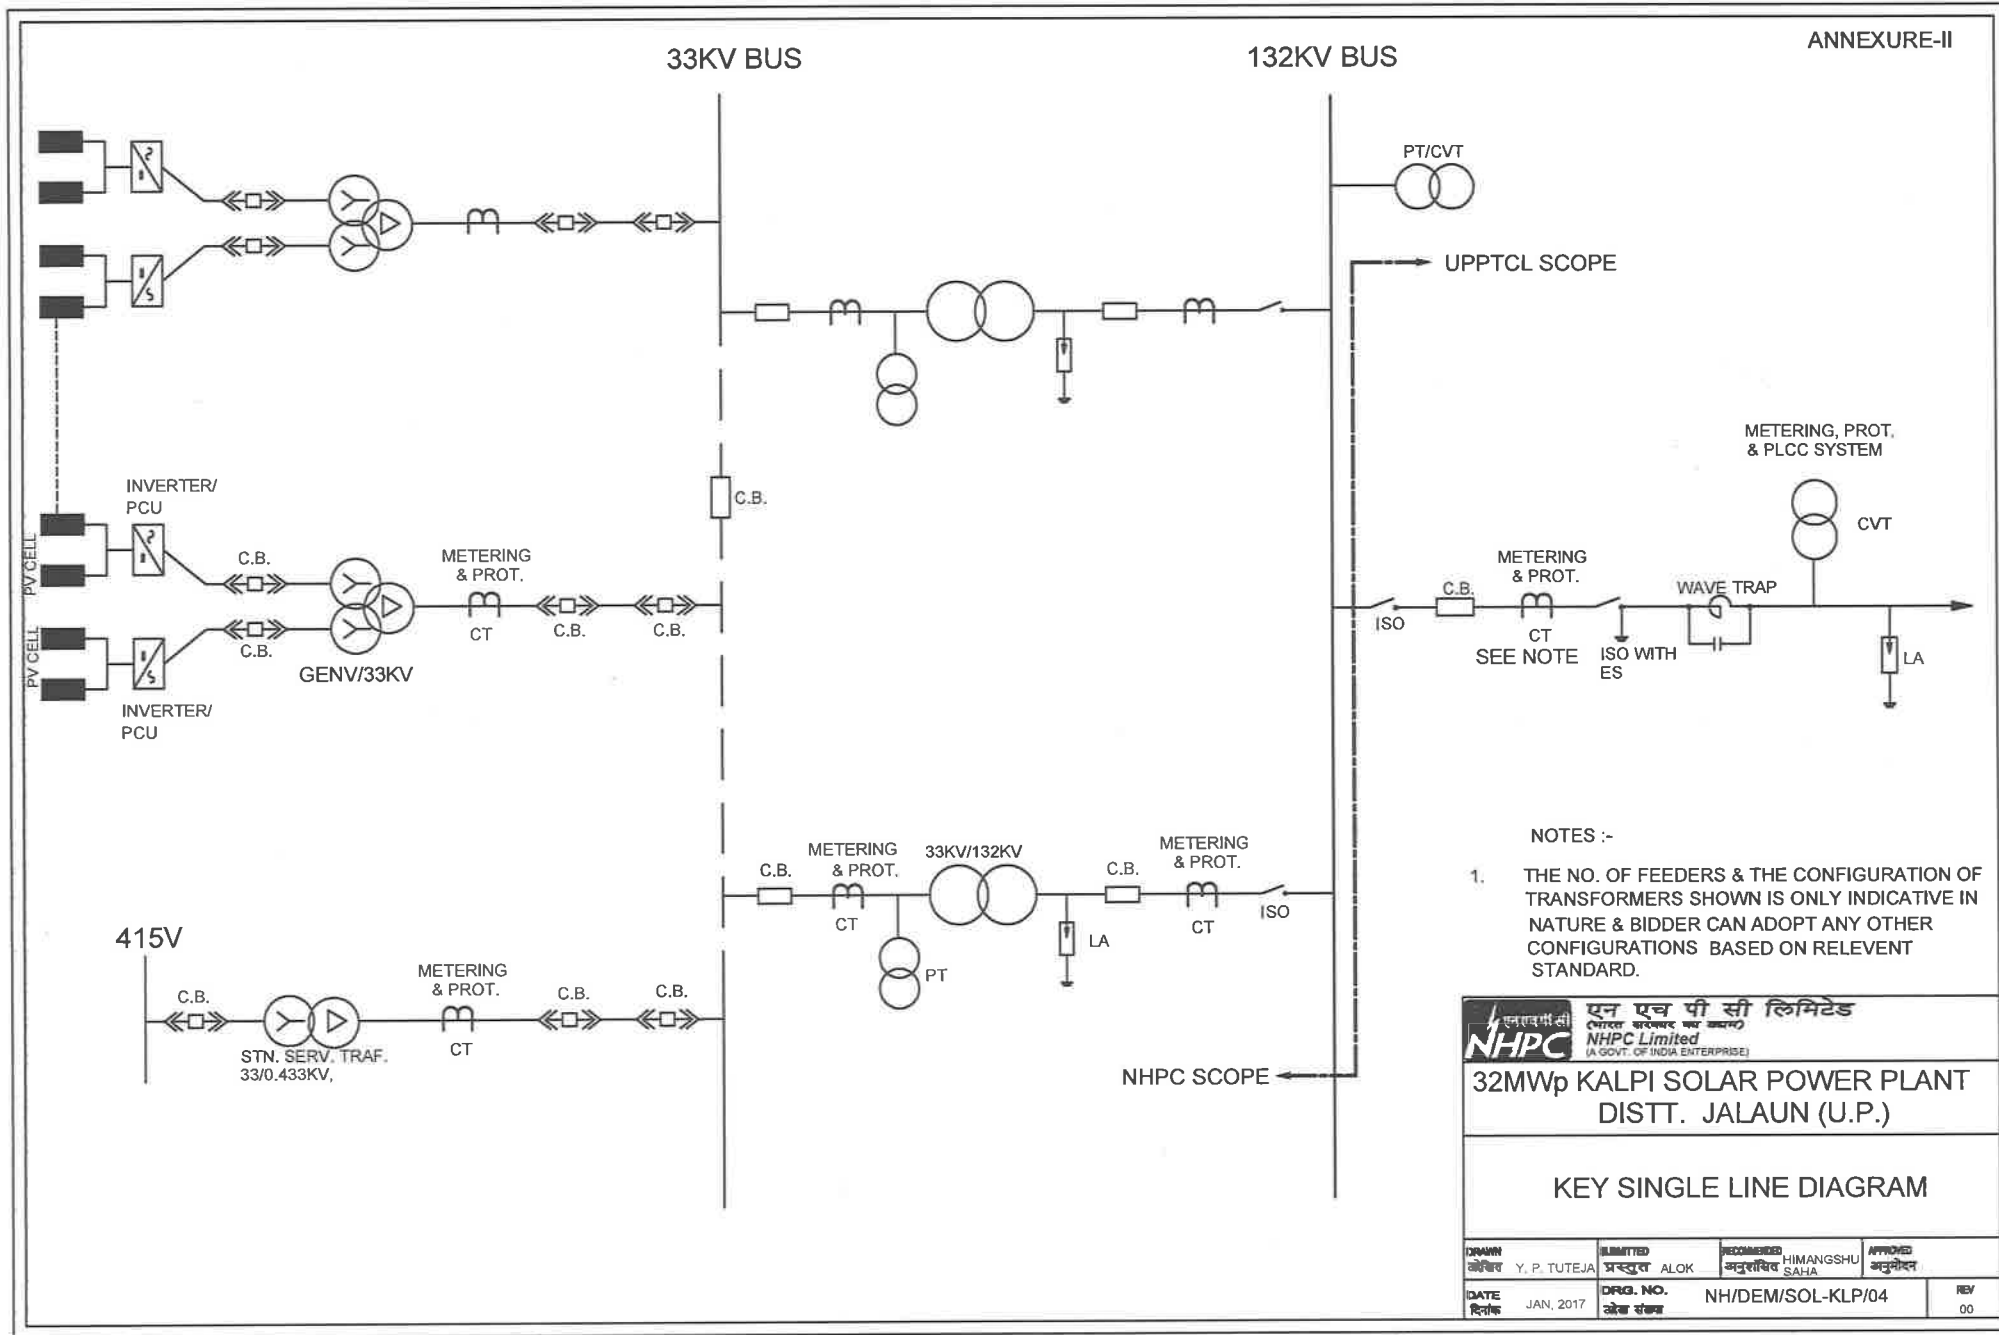 ANNEXURE-II
33KV BUS
132KV BUS
PT/CVT
UPPTCL SCOPE
METERING, PROT.
& PLCC SYSTEM
CVT
INVERTER/
PCU
C.B.
PV CELL
C.B.
METERING
& PROT.
CT
C.B.
C.B.
C.B.
GENV/33KV
PV CELL
INVERTER/
PCU
METERING
& PROT.
C.B.
WAVE TRAP
ISO
CT
SEE NOTE
ISO WITH
ES
LA
C.B.
METERING
& PROT.
CT
33KV/132KV
PT
LA
C.B.
METERING
& PROT.
CT
ISO
415V
C.B.
STN. SERV. TRAF.
33/0.433KV,
METERING
& PROT.
CT
C.B.
C.B.
NHPC SCOPE
NOTES :-
1. THE NO. OF FEEDERS & THE CONFIGURATION OF
TRANSFORMERS SHOWN IS ONLY INDICATIVE IN
NATURE & BIDDER CAN ADOPT ANY OTHER
CONFIGURATIONS BASED ON RELEVENT
STANDARD.
एनएचपीसी
NHPC
एन एच पी सी लिमिटेड
(भारत सरकार का उद्यम)
NHPC Limited
(A GOVT. OF INDIA ENTERPRISE)
32MWp KALPI SOLAR POWER PLANT
DISTT. JALAUN (U.P.)
KEY SINGLE LINE DIAGRAM
DRAWN
Y. P. TUTEJA
SUBMITTED
प्रस्तुत ALOK
RECOMMENDED
अनुशंसित HIMANGSHU
SAHA
APPROVED
अनुमोदन
DATE
दिनांक JAN, 2017
DRG. NO.
NH/DEM/SOL-KLP/04
REV
00